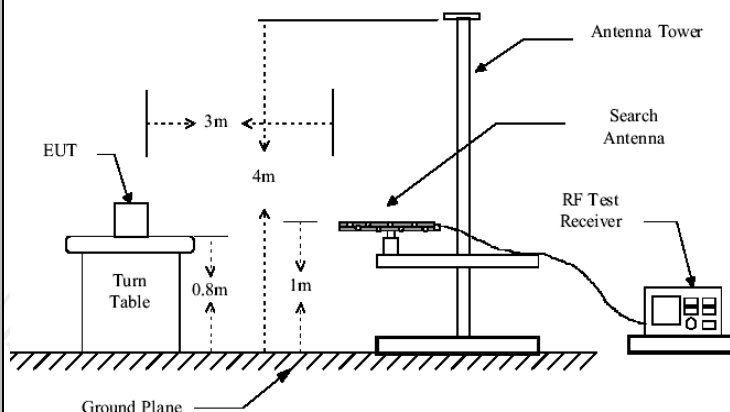 Antenna Tower
3m
Search
Antenna
EUT
4m
RF Test
Receiver
Turn
Table
0.8m
1m
Ground Plane